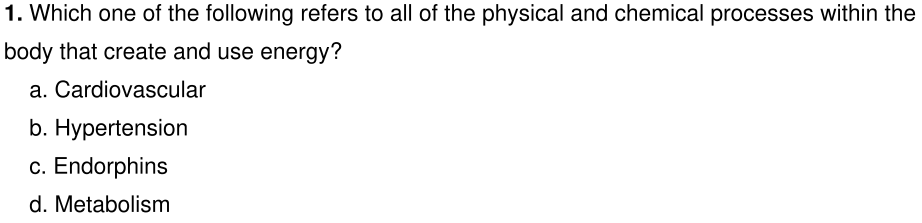 1. Which one of the following refers to all of the physical and chemical processes within the
body that create and use energy?
a. Cardiovascular
b. Hypertension
c. Endorphins
d. Metabolism